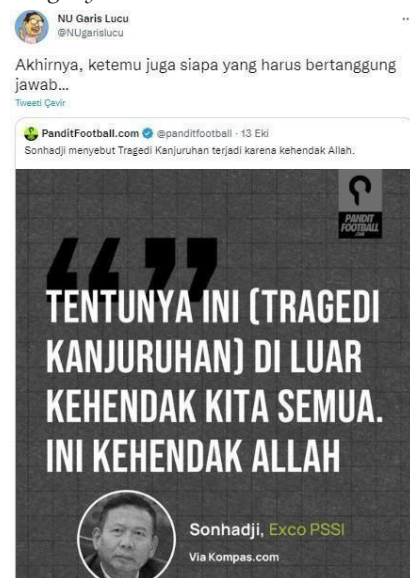 NU Garis Lucu
@NUgarislucu
Akhirnya, ketemu juga siapa yang harus bertanggung
jawab...
Tweeti Çevir
PanditFootball.com @panditfootball · 13 Eki
Sonhadji menyebut Tragedi Kanjuruhan terjadi karena kehendak Allah.
PANDIT
FOOTBALL
.COM
TENTUNYA INI (TRAGEDI
KANJURUHAN) DI LUAR
KEHENDAK KITA SEMUA.
INI KEHENDAK ALLAH
Sonhadji, Exco PSSI
Via Kompas.com